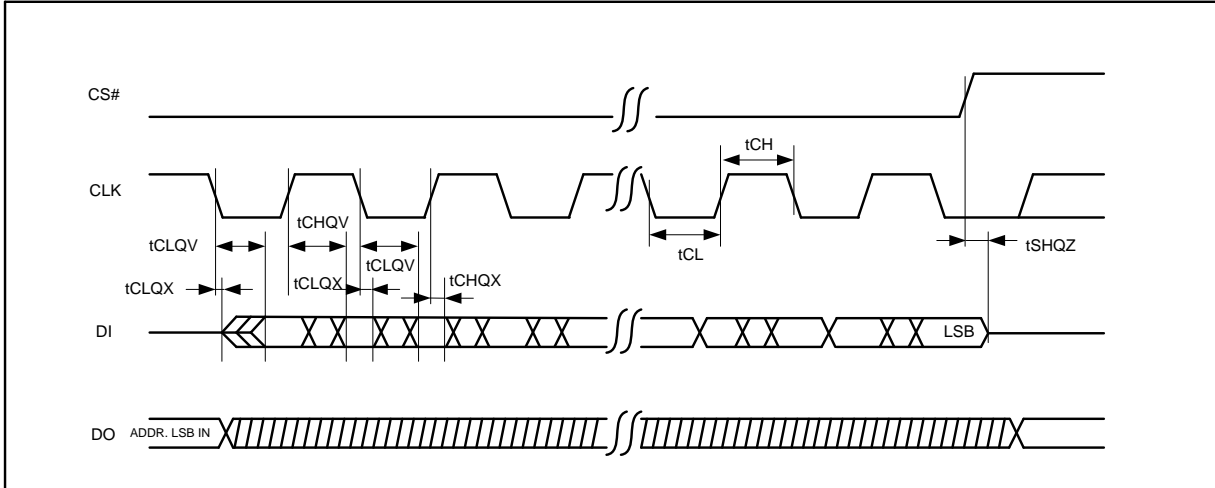 CS#
tCH
CLK
tCLQV
tCHQV
tCLQV
tCL
tSHQZ
tCLQX
tCLQX
tCHQX
DI
LSB
DO
ADDR. LSB IN